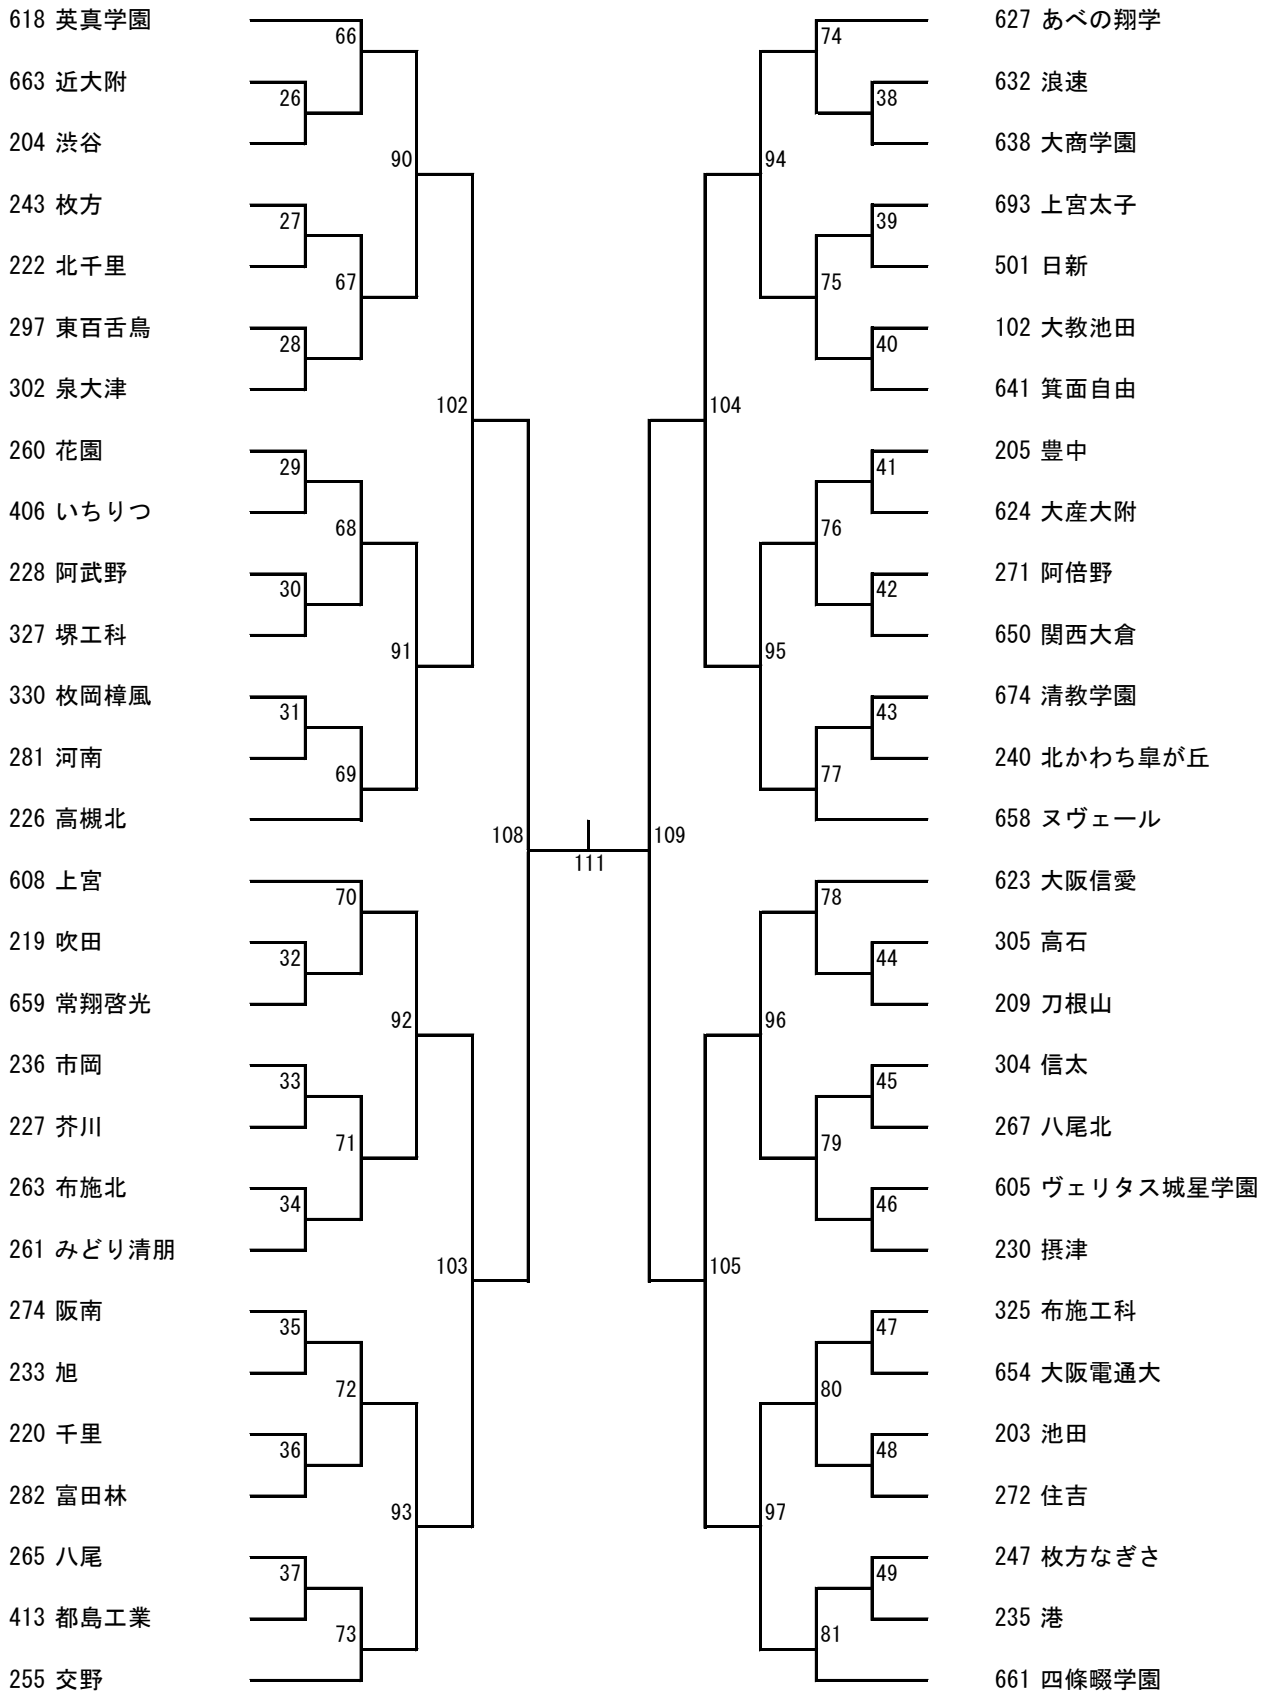 618 英真学園
663 近大附
204 渋谷
243 枚方
222 北千里
297 東百舌鳥
302 泉大津
260 花園
406 いちりつ
228 阿武野
327 堺工科
330 枚岡樟風
281 河南
226 高槻北
608 上宮
219 吹田
659 常翔啓光
236 市岡
227 芥川
263 布施北
261 みどり清朋
274 阪南
233 旭
220 千里
282 富田林
265 八尾
413 都島工業
255 交野
26
27
28
29
30
31
32
33
34
35
36
37
66
67
68
69
70
71
72
73
90
91
92
93
102
103
108
111
109
104
105
94
95
96
97
74
75
76
77
78
79
80
81
38
39
40
41
42
43
44
45
46
47
48
49
627 あべの翔学
632 浪速
638 大商学園
693 上宮太子
501 日新
102 大教池田
641 箕面自由
205 豊中
624 大産大附
271 阿倍野
650 関西大倉
674 清教学園
240 北かわち皐が丘
658 ヌヴェール
623 大阪信愛
305 高石
209 刀根山
304 信太
267 八尾北
605 ヴェリタス城星学園
230 摂津
325 布施工科
654 大阪電通大
203 池田
272 住吉
247 枚方なぎさ
235 港
661 四條畷学園